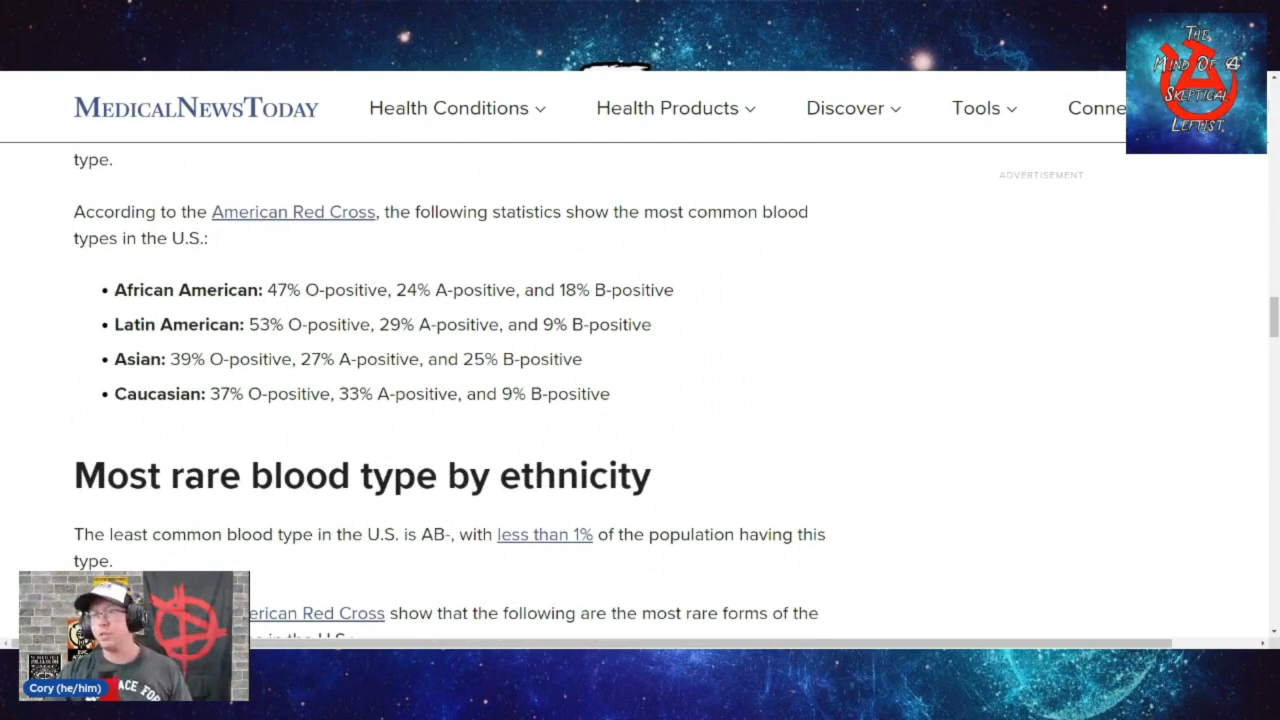 THE
MIND OF A
SKEPTICAL
LEFTIST
MEDICALNEWSTODAY
Health Conditions
Health Products
Discover
Tools
Conne
type.
ADVERTISEMENT
According to the American Red Cross, the following statistics show the most common blood
types in the U.S.:
• African American: 47% O-positive, 24% A-positive, and 18% B-positive
• Latin American: 53% O-positive, 29% A-positive, and 9% B-positive
• Asian: 39% O-positive, 27% A-positive, and 25% B-positive
• Caucasian: 37% O-positive, 33% A-positive, and 9% B-positive
Most rare blood type by ethnicity
The least common blood type in the U.S. is AB-, with less than 1% of the population having this
type.
erican Red Cross show that the following are the most rare forms of the
in the U.S.:
Cory (he/him)
ACE FOR